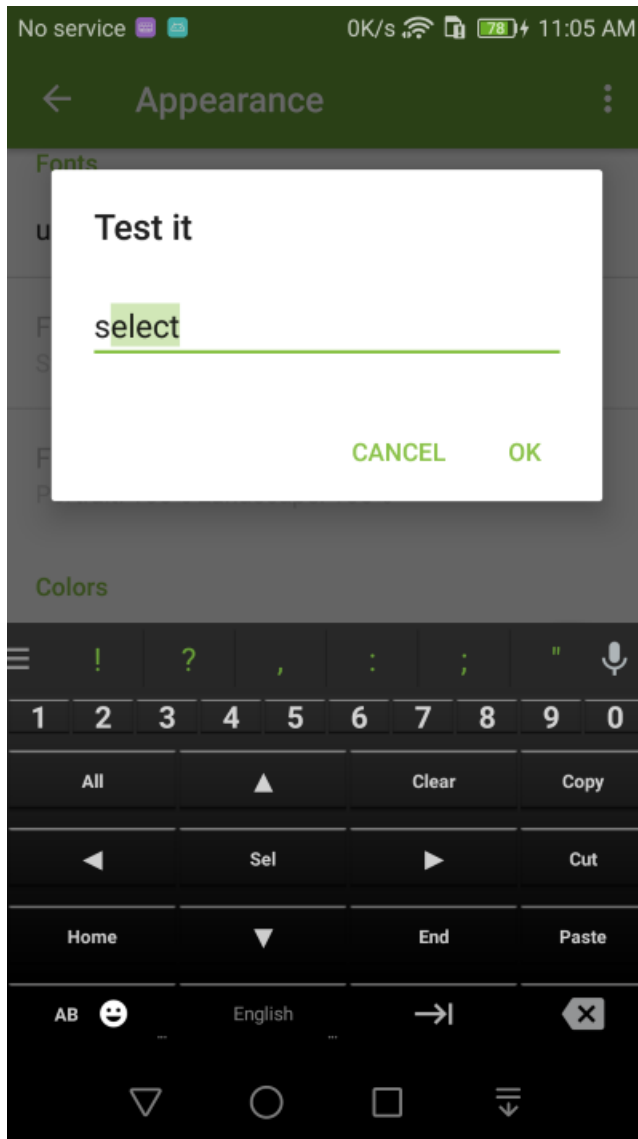 No service 0K/s 78 11:05 AM
Appearance
Fonts
Test it
select
CANCEL OK
Colors
! ? , : ; "
1 2 3 4 5 6 7 8 9 0
All Clear Copy
Sel Cut
Home End Paste
AB English